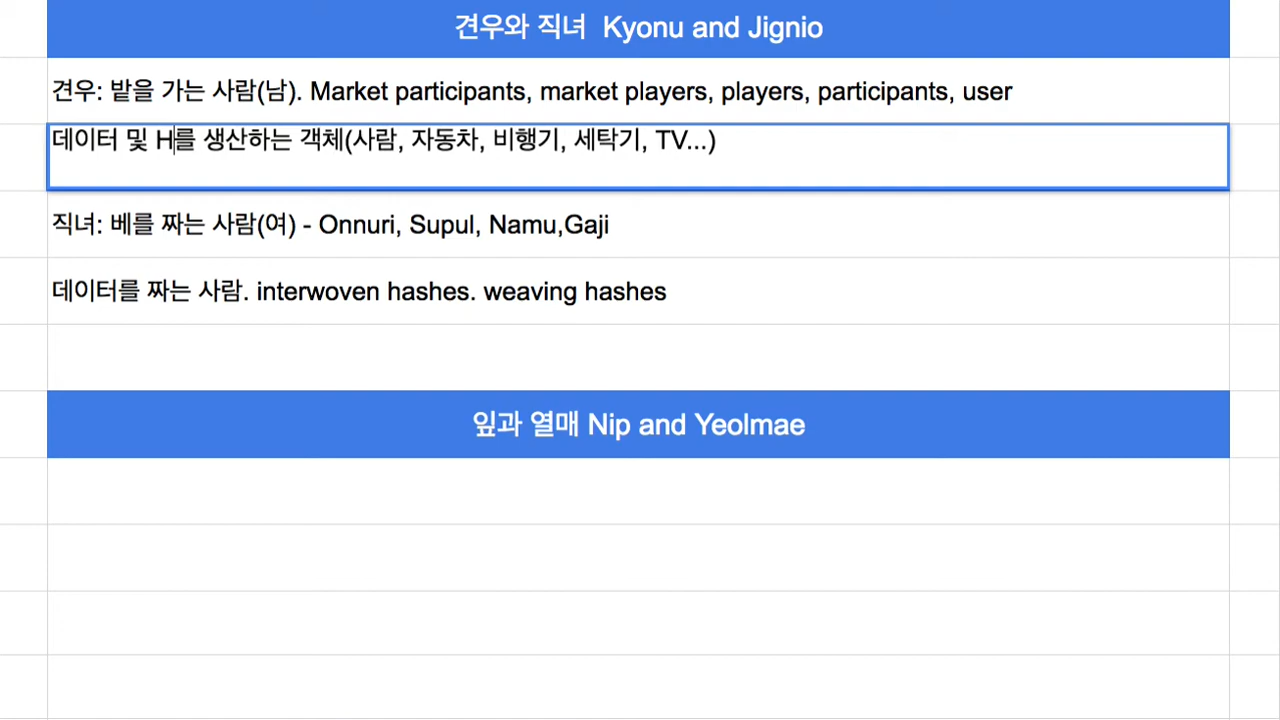 견우와 직녀  Kyonu and Jignio
견우: 밭을 가는 사람(남). Market participants, market players, players, participants, user
데이터 및 H를 생산하는 객체(사람, 자동차, 비행기, 세탁기, TV...)
직녀: 베를 짜는 사람(여) - Onnuri, Supul, Namu,Gaji
데이터를 짜는 사람. interwoven hashes. weaving hashes
잎과 열매 Nip and Yeolmae